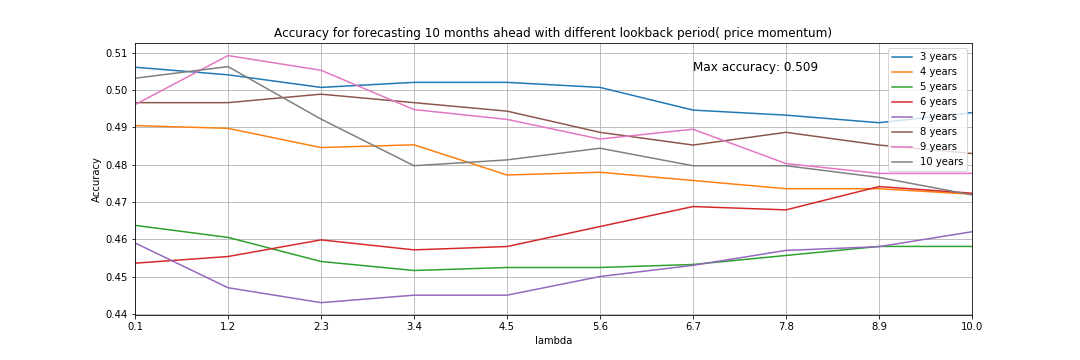 Accuracy for forecasting 10 months ahead with different lookback period( price momentum)
0.51
0.50
0.49
0.48
0.47
0.46
0.45
0.44
Accuracy
Max accuracy: 0.509
3 years
4 years
5 years
6 years
7 years
8 years
9 years
10 years
0.1 1.2 2.3 3.4 4.5 5.6 6.7 7.8 8.9 10.0
lambda